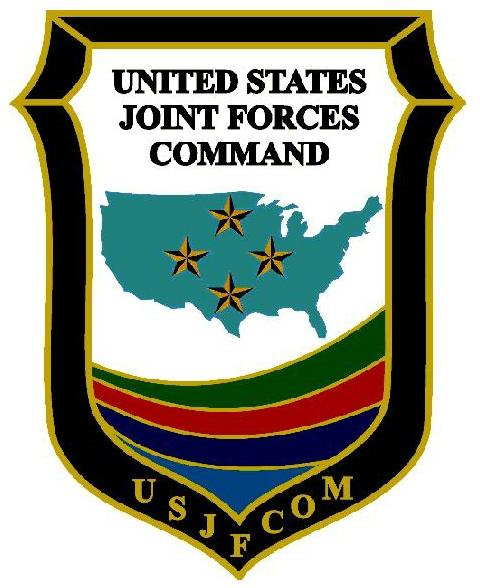 UNITED STATES
JOINT FORCES
COMMAND
USJFCOM